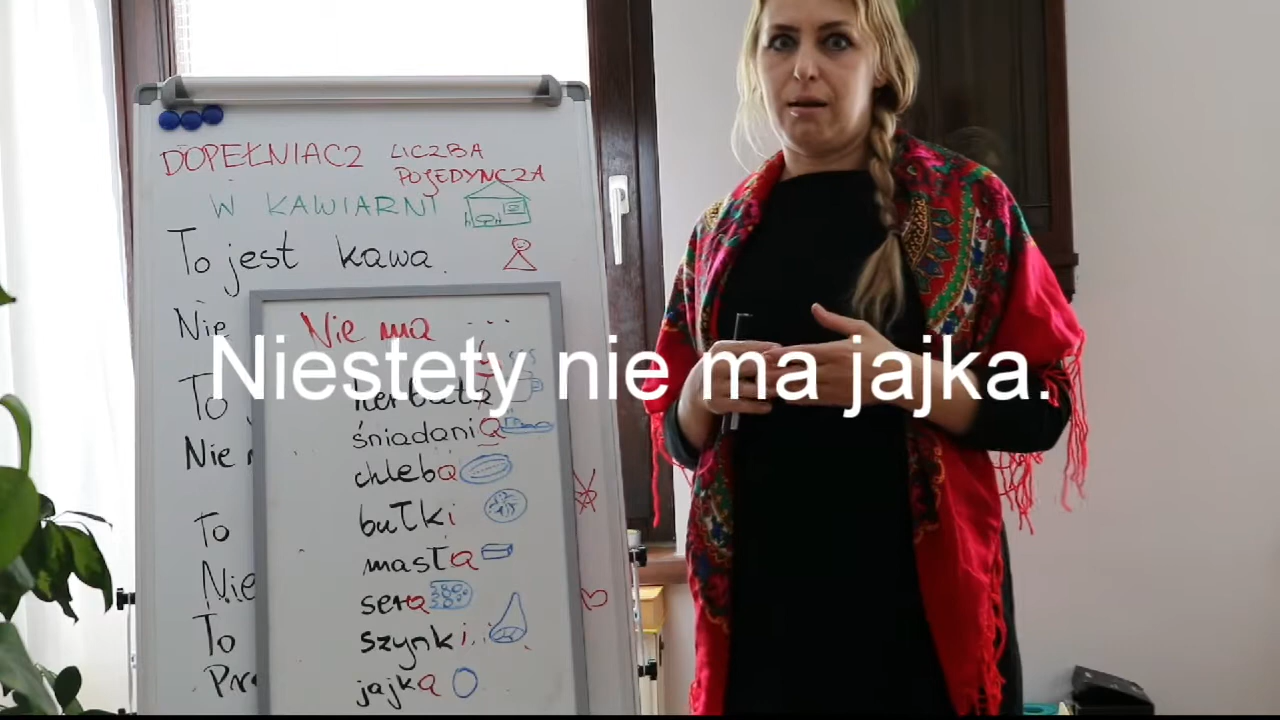 DOPEŁNIACZ LICZBA
POJEDYNCZA
W KAWIARNI
To jest kawa.
Nie
Nie ma ...
Niestety nie ma jajka.
To
śniadania
Nie
chleba
bułki
To
masła
Nie
sera
To
szynki
jajka